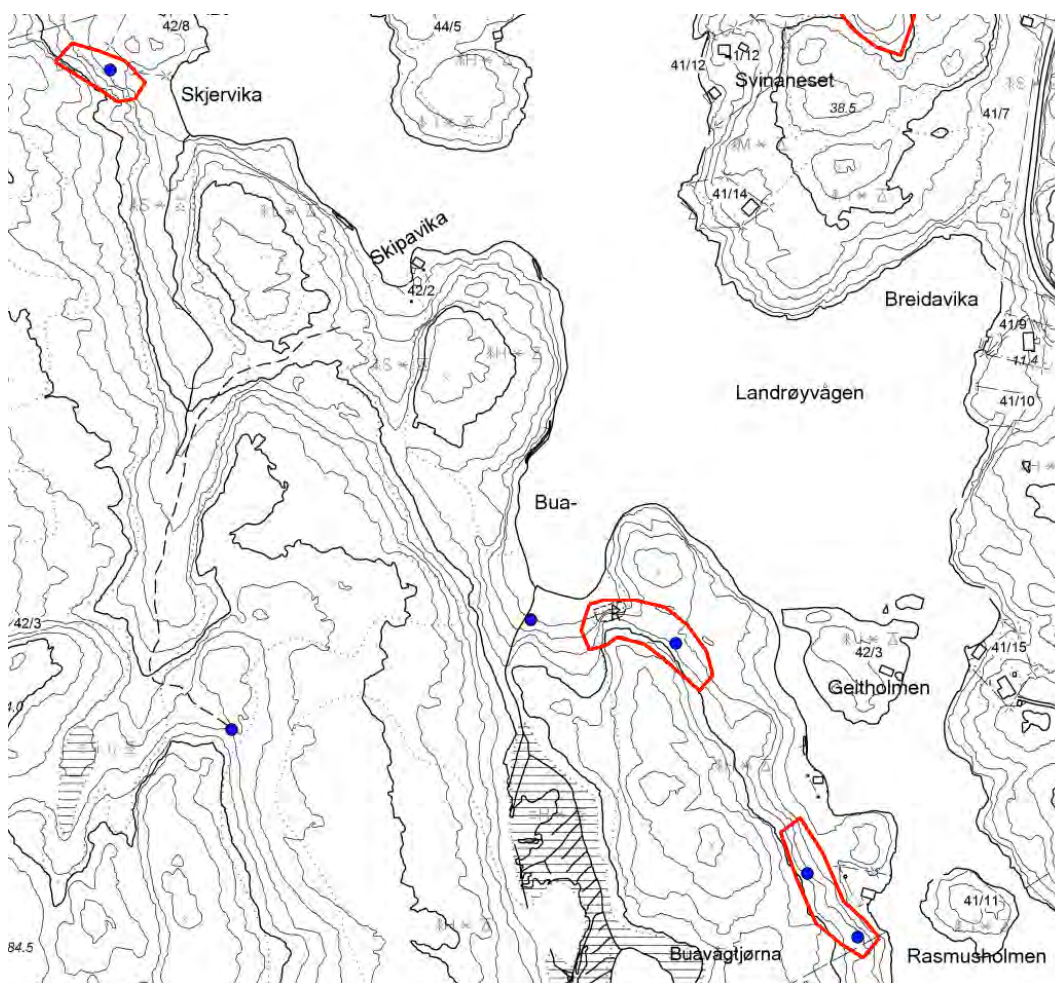 42/8
44/5
41/12
41/12
Svinaneset
Skjervika
38.5
41/7
41/14
Skipavika
42/2
Breidavika
41/9
11.4
Landrøyvågen
41/10
Bua-
42/3
42/3
41/15
Geitholmen
41/11
84.5
Buavågtjørna
Rasmusholmen